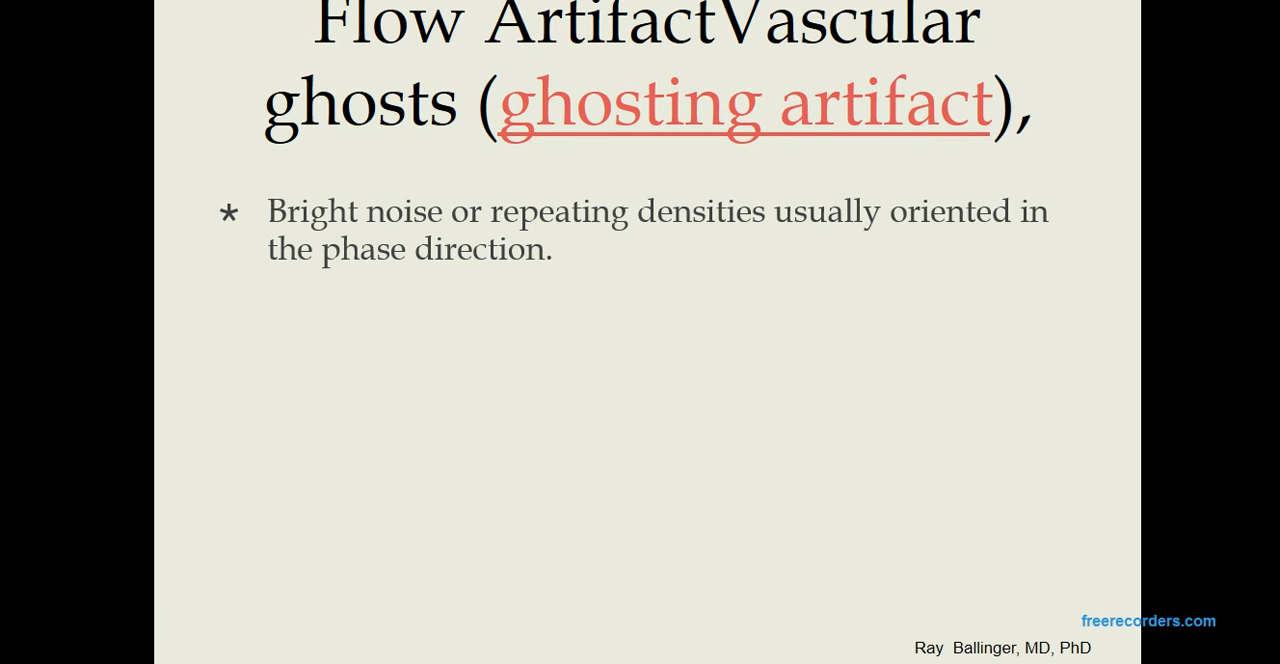 Flow ArtifactVascular
ghosts (ghosting artifact),
* Bright noise or repeating densities usually oriented in
the phase direction.
freerecorders.com
Ray Ballinger, MD, PhD